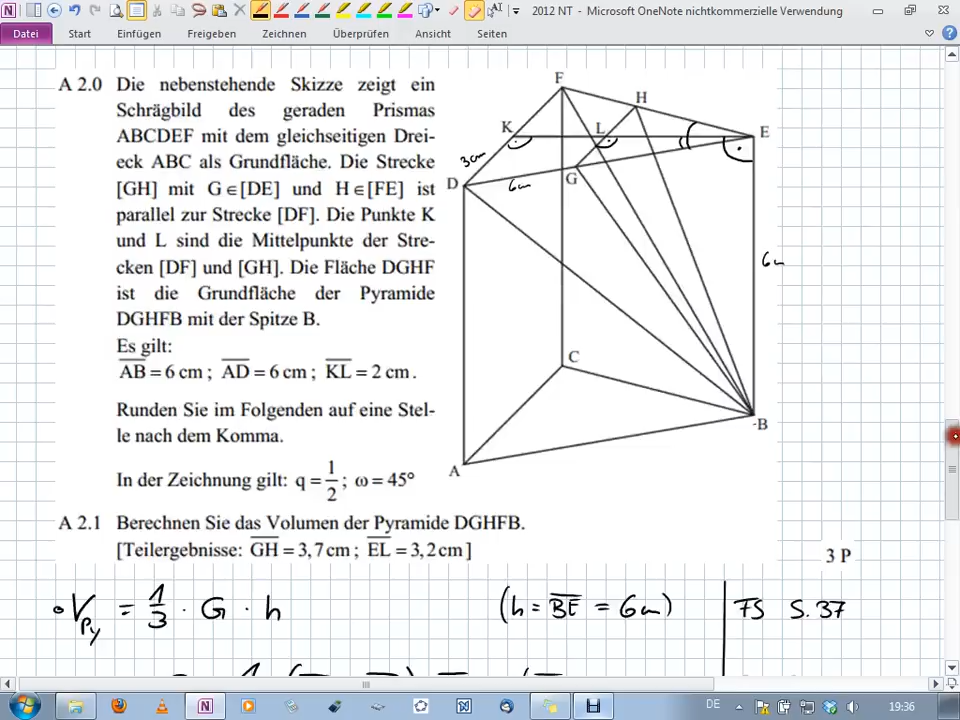 2012 NT - Microsoft OneNote nichtkommerzielle Verwendung
Datei Start Einfügen Freigeben Zeichnen Überprüfen Ansicht Seiten
A 2.0 Die nebenstehende Skizze zeigt ein
Schrägbild des geraden Prismas
ABCDEF mit dem gleichseitigen Drei-
eck ABC als Grundfläche. Die Strecke
[GH] mit G∈[DE] und H∈[FE] ist
parallel zur Strecke [DF]. Die Punkte K
und L sind die Mittelpunkte der Stre-
cken [DF] und [GH]. Die Fläche DGHF
ist die Grundfläche der Pyramide
DGHFB mit der Spitze B.
Es gilt:
AB = 6 cm ; AD = 6 cm ; KL = 2 cm .
Runden Sie im Folgenden auf eine Stel-
le nach dem Komma.
In der Zeichnung gilt: q = 1/2 ; ω = 45°
F
H
K
L
E
3cm
D
6cm
G
6cm
C
B
A
A 2.1 Berechnen Sie das Volumen der Pyramide DGHFB.
[Teilergebnisse: GH = 3,7 cm ; EL = 3,2 cm ]
3 P
V_Py = 1/3 · G · h (h = BE = 6cm) FS S. 37
DE 19:36